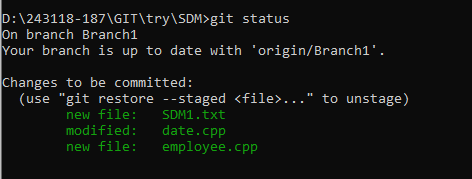 D:\243118-187\GIT\try\SDM>git status
On branch Branch1
Your branch is up to date with 'origin/Branch1'.
Changes to be committed:
  (use "git restore --staged <file>..." to unstage)
        new file:   SDM1.txt
        modified:   date.cpp
        new file:   employee.cpp